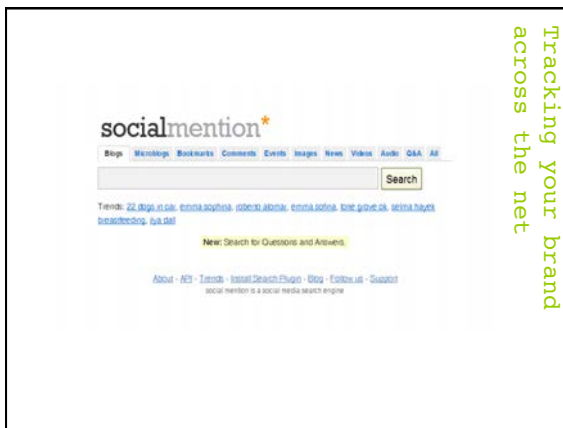 Tracking your brand
across the net
socialmention*
Blogs Microblogs Bookmarks Comments Events Images News Videos Audio Q&A All
Search
Trends: 22 dogs in car, emma sophina, roberto alomar, emma sofina, lone grove ok, selma hayek
breastfeeding, ilya dall
New: Search for Questions and Answers.
About - API - Trends - Install Search Plugin - Blog - Follow us - Support
social mention is a social media search engine